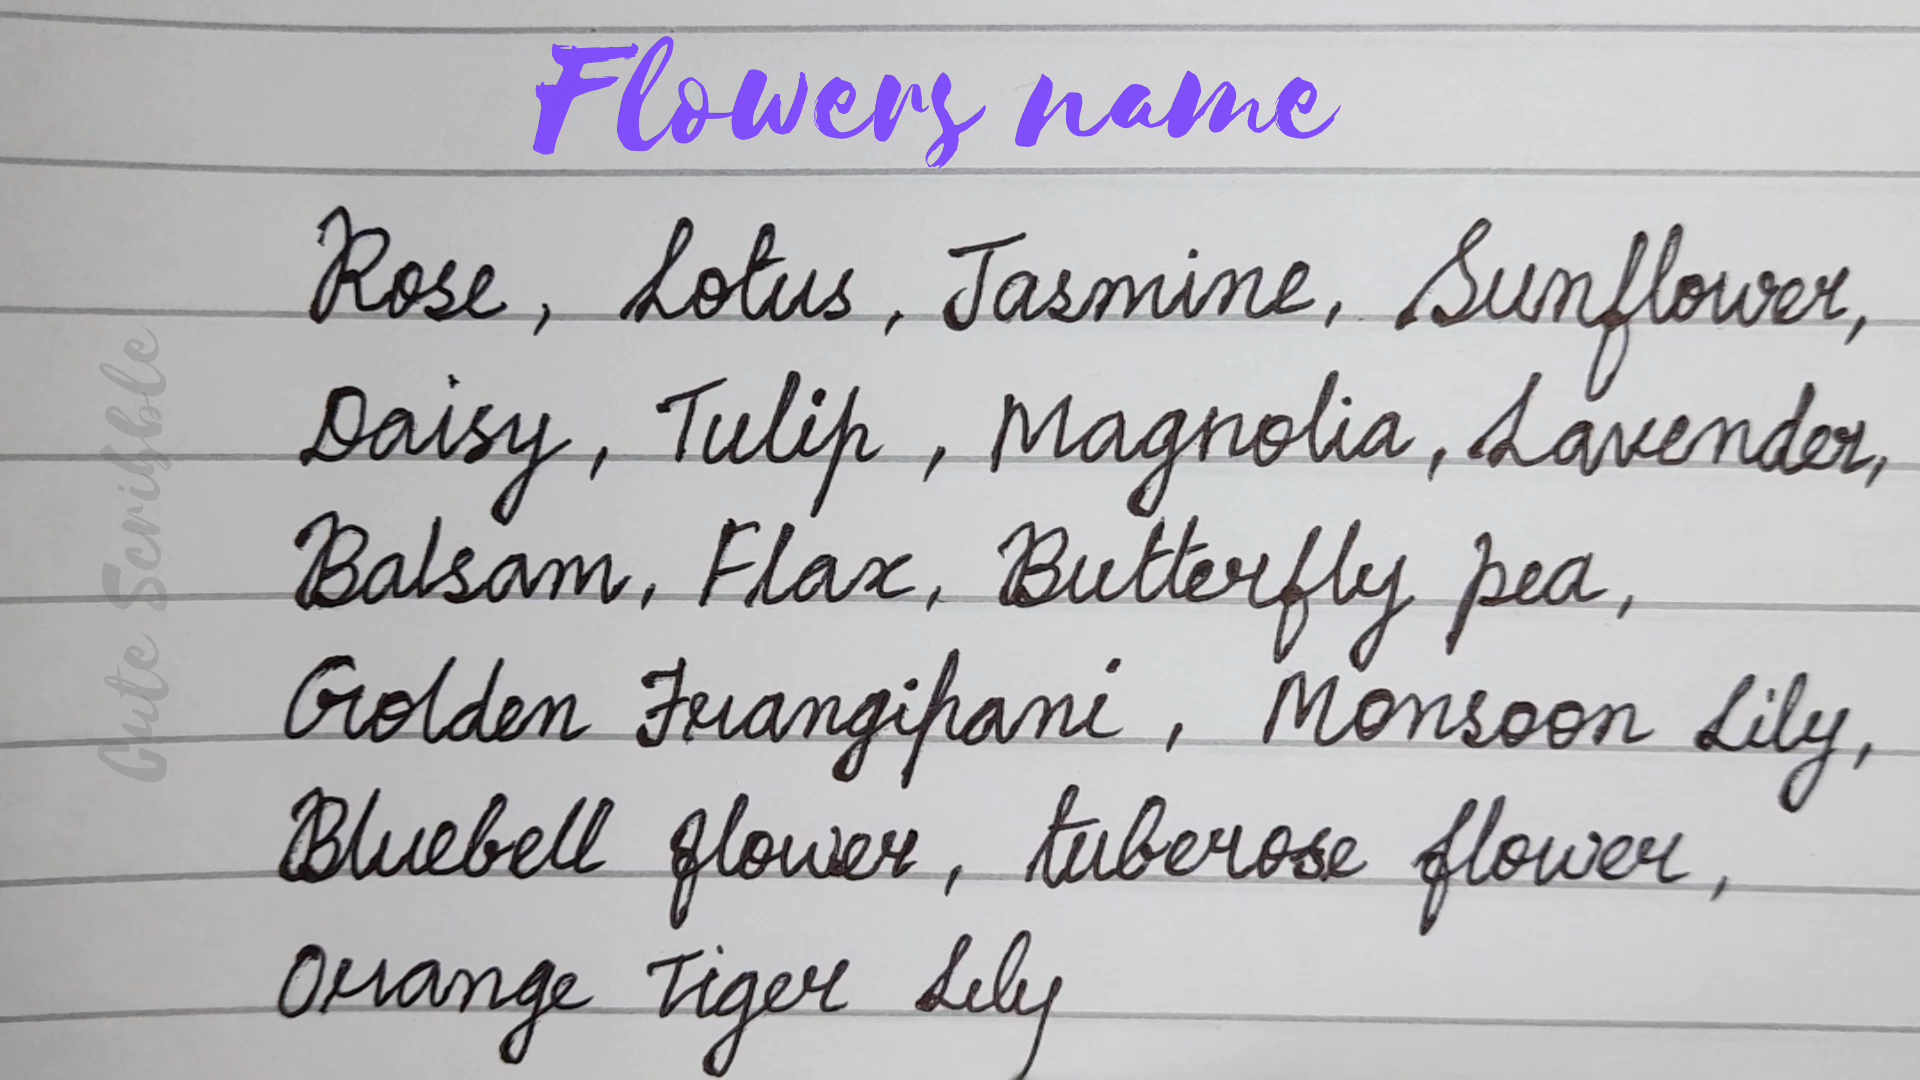 Flowers name
Rose, Lotus, Jasmine, Sunflower,
Daisy, Tulip, Magnolia, Lavender,
Balsam, Flax, Butterfly pea,
Golden Frangipani, Monsoon Lily,
Bluebell flower, tuberose flower,
Orange Tiger Lily
Cute Scribble